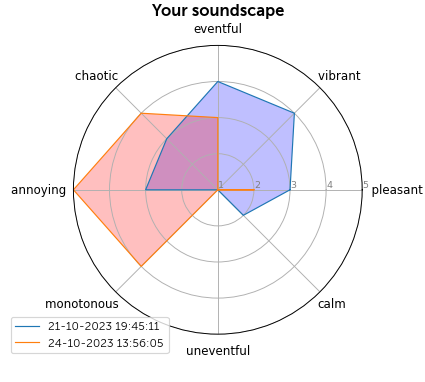 Your soundscape
eventful
chaotic
vibrant
annoying
1
2
3
4
5
pleasant
monotonous
calm
21-10-2023 19:45:11
24-10-2023 13:56:05
uneventful